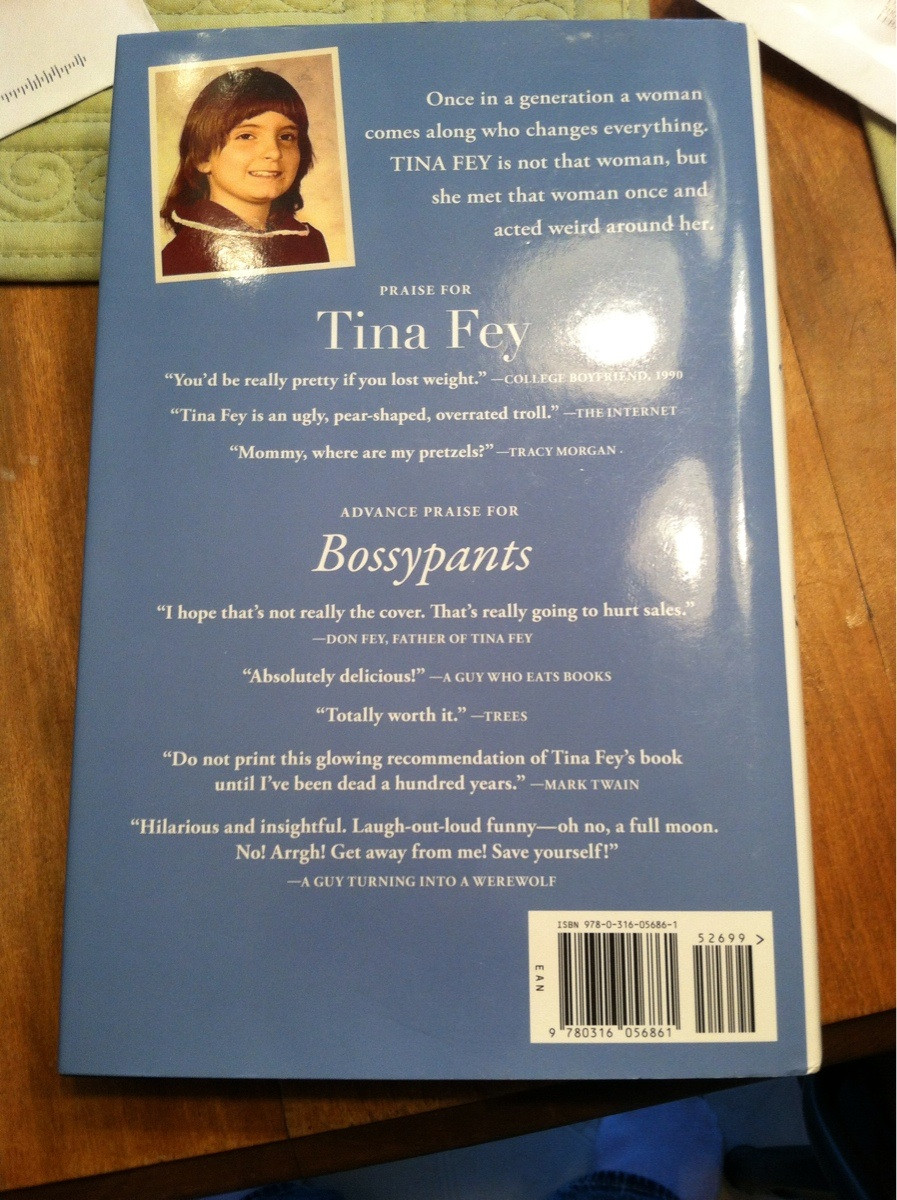 Once in a generation a woman
comes along who changes everything.
TINA FEY is not that woman, but
she met that woman once and
acted weird around her.
PRAISE FOR
Tina Fey
“You’d be really pretty if you lost weight.” —COLLEGE BOYFRIEND, 1990
“Tina Fey is an ugly, pear-shaped, overrated troll.” —THE INTERNET
“Mommy, where are my pretzels?” —TRACY MORGAN
ADVANCE PRAISE FOR
Bossypants
“I hope that’s not really the cover. That’s really going to hurt sales.”
—DON FEY, FATHER OF TINA FEY
“Absolutely delicious!” —A GUY WHO EATS BOOKS
“Totally worth it.” —TREES
“Do not print this glowing recommendation of Tina Fey’s book
until I’ve been dead a hundred years.” —MARK TWAIN
“Hilarious and insightful. Laugh-out-loud funny—oh no, a full moon.
No! Arrgh! Get away from me! Save yourself!”
—A GUY TURNING INTO A WEREWOLF
ISBN 978-0-316-05686-1
52699 >
EAN
9 780316 056861